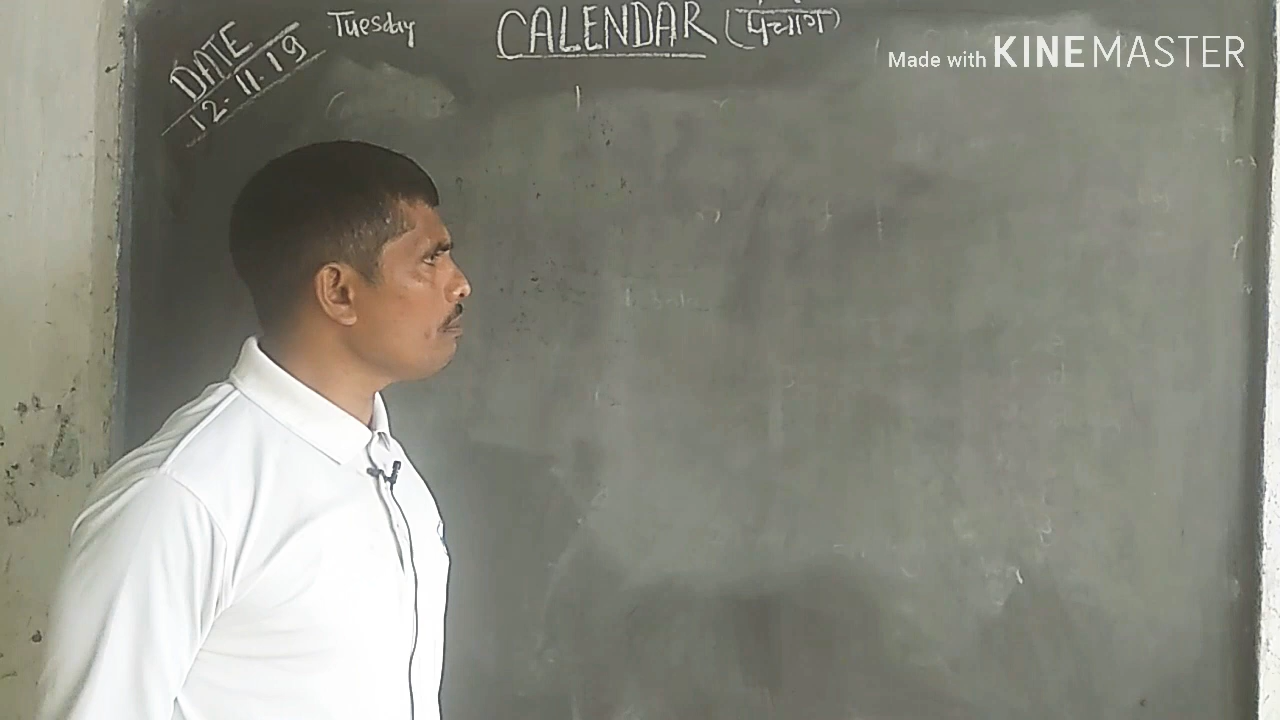 DATE
12.11.19
Tuesday
CALENDAR (पंचांग)
Made with KINEMASTER